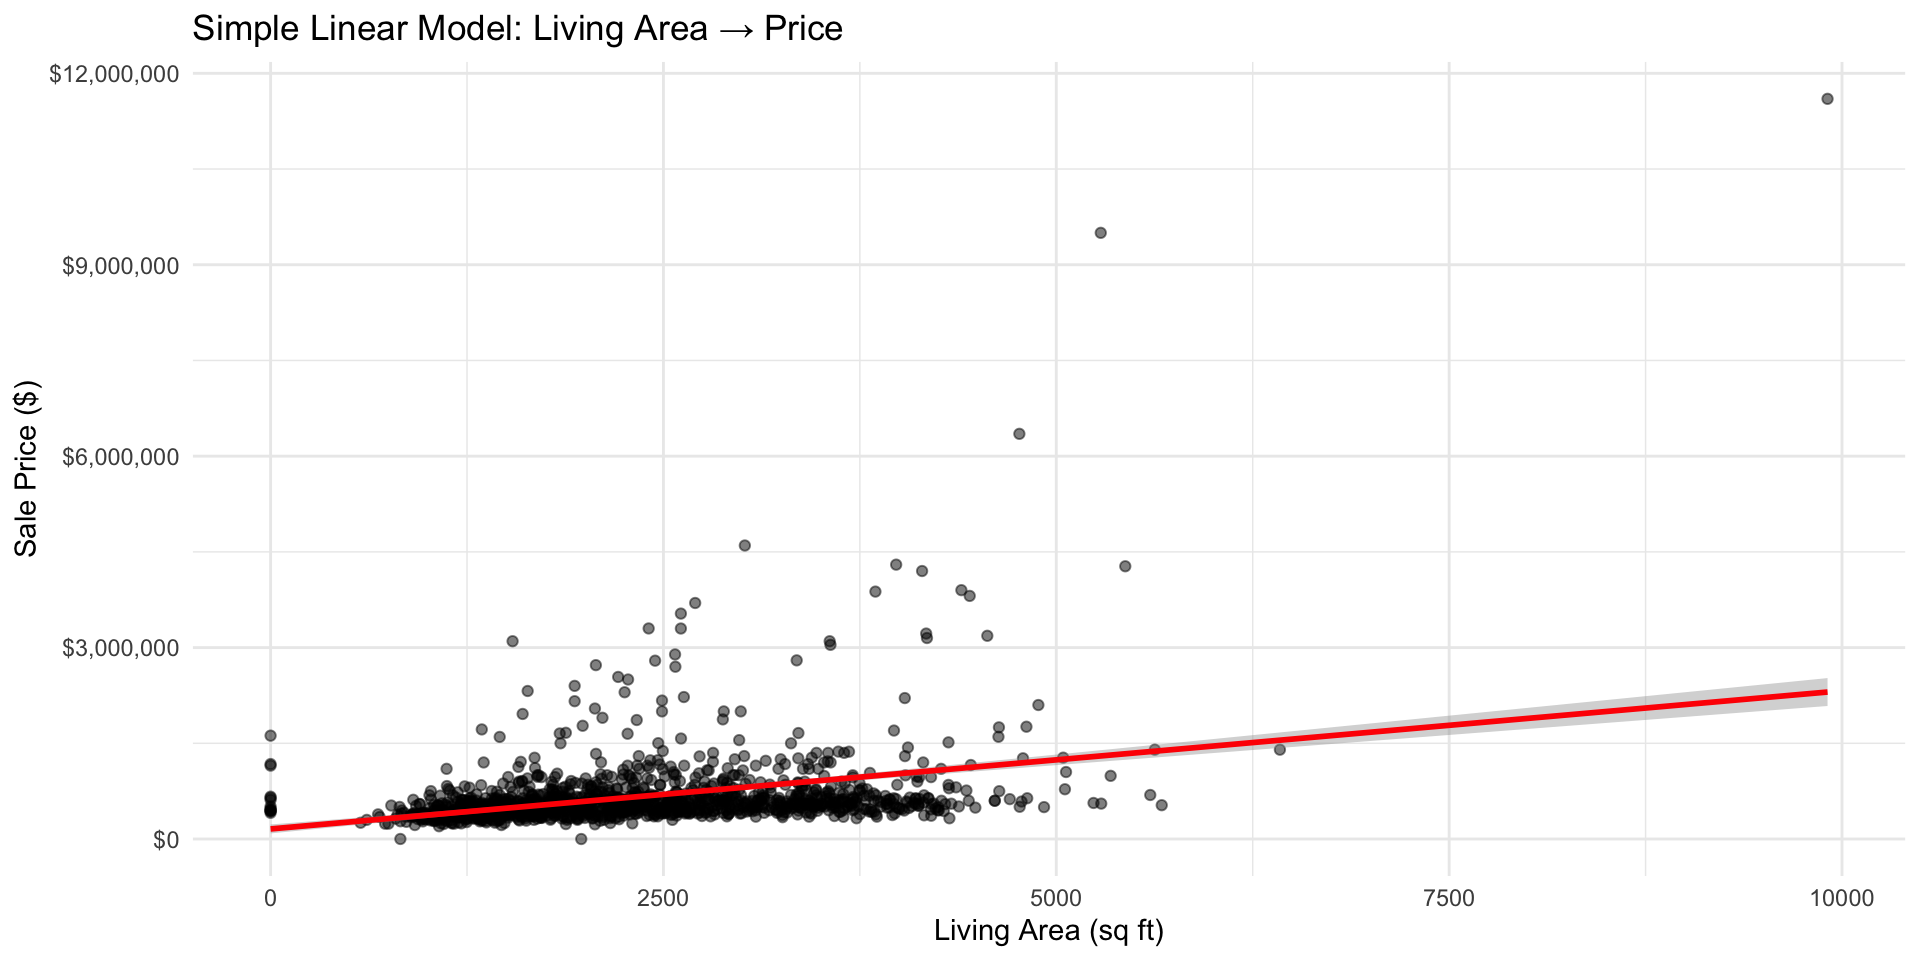 Simple Linear Model: Living Area → Price
$12,000,000
$9,000,000
$6,000,000
$3,000,000
$0
Sale Price ($)
0 2500 5000 7500 10000
Living Area (sq ft)